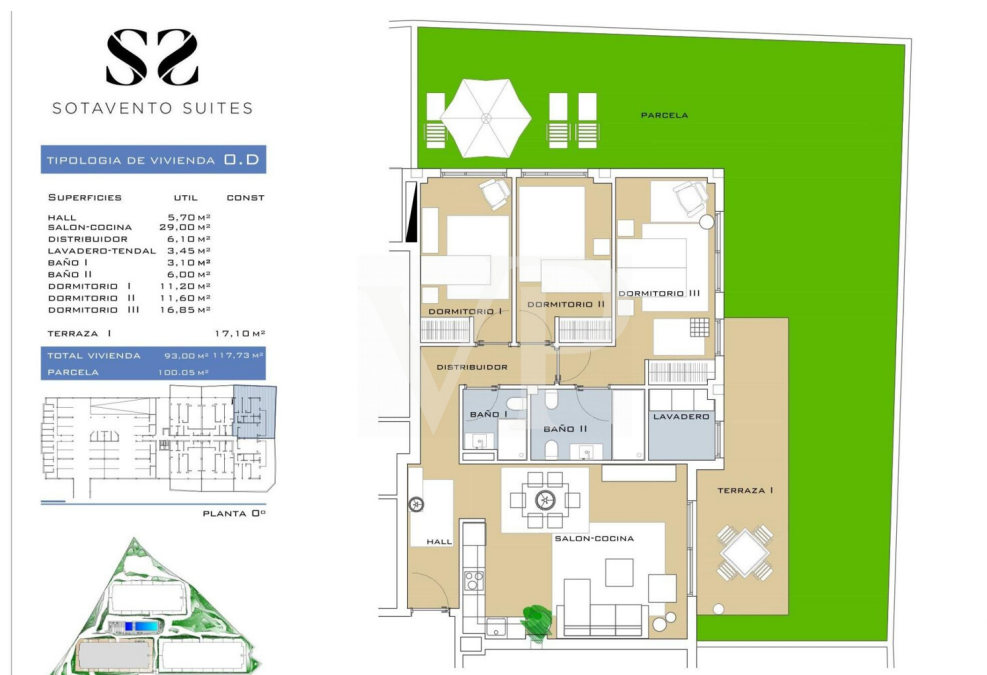 SOTAVENTO SUITES
TIPOLOGIA DE VIVIENDA O.D
SUPERFICIES UTIL CONST
HALL 5,70 M²
SALON-COCINA 29,00 M²
DISTRIBUIDOR 6,10 M²
LAVADERO-TENDAL 3,45 M²
BAÑO I 3,10 M²
BAÑO II 6,00 M²
DORMITORIO I 11,20 M²
DORMITORIO II 11,60 M²
DORMITORIO III 16,85 M²
TERRAZA I 17,10 M²
TOTAL VIVIENDA 93,00 M² 117,73 M²
PARCELA 100.05 M²
PLANTA 0º
PARCELA
DORMITORIO I
DORMITORIO II
DORMITORIO III
DISTRIBUIDOR
BAÑO I
BAÑO II
LAVADERO
TERRAZA I
HALL
SALON-COCINA
VP